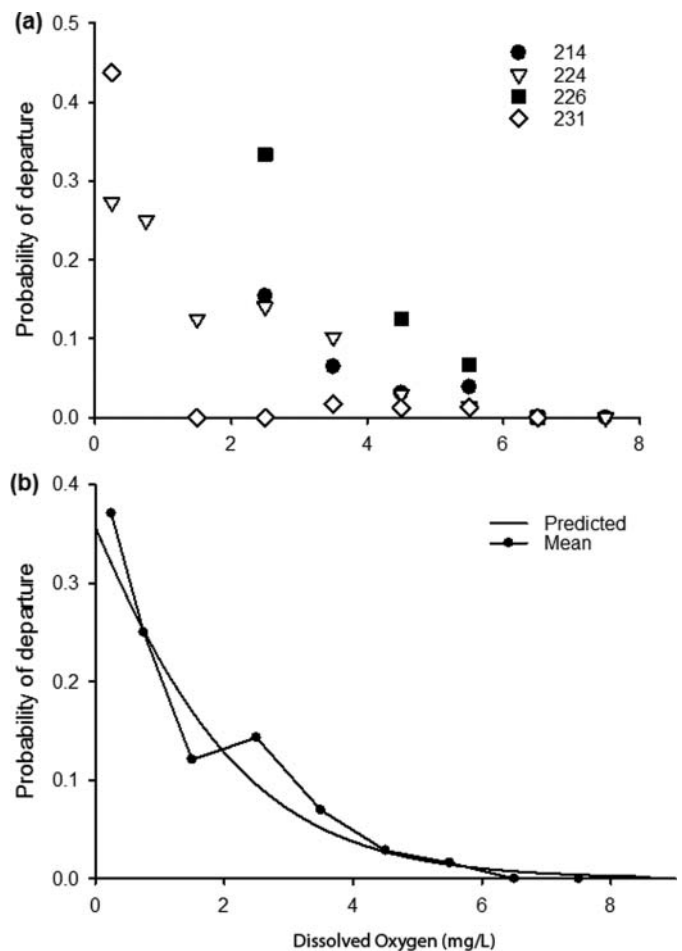 (a)
0.5
0.4
0.3
0.2
0.1
0.0
Probability of departure
214
224
226
231
0 2 4 6 8
(b)
0.4
0.3
0.2
0.1
0.0
Probability of departure
Predicted
Mean
0 2 4 6 8
Dissolved Oxygen (mg/L)